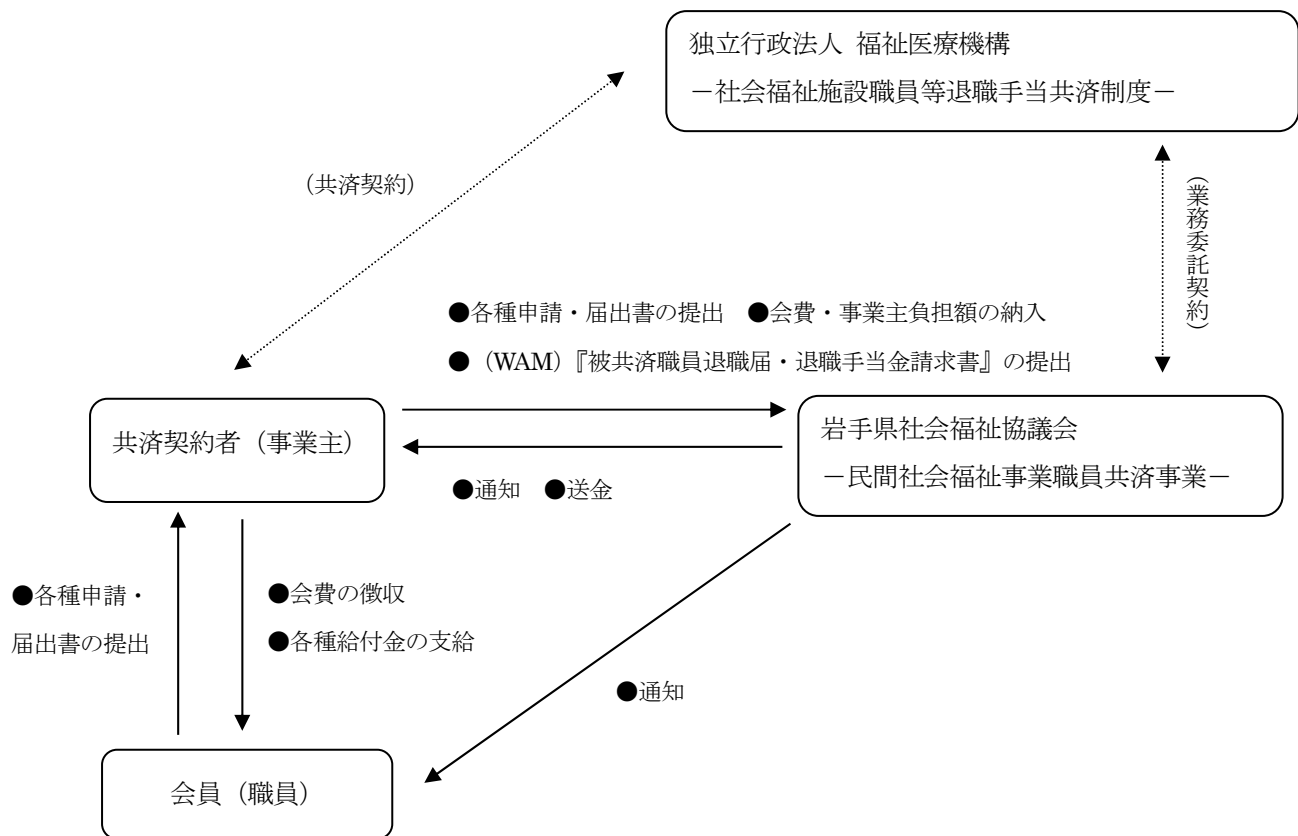 独立行政法人 福祉医療機構
－社会福祉施設職員等退職手当共済制度－
（共済契約）
（業務委託契約）
●各種申請・届出書の提出　●会費・事業主負担額の納入
●（WAM）『被共済職員退職届・退職手当金請求書』の提出
共済契約者（事業主）
岩手県社会福祉協議会
－民間社会福祉事業職員共済事業－
●通知　●送金
●各種申請・
届出書の提出
●会費の徴収
●各種給付金の支給
●通知
会員（職員）